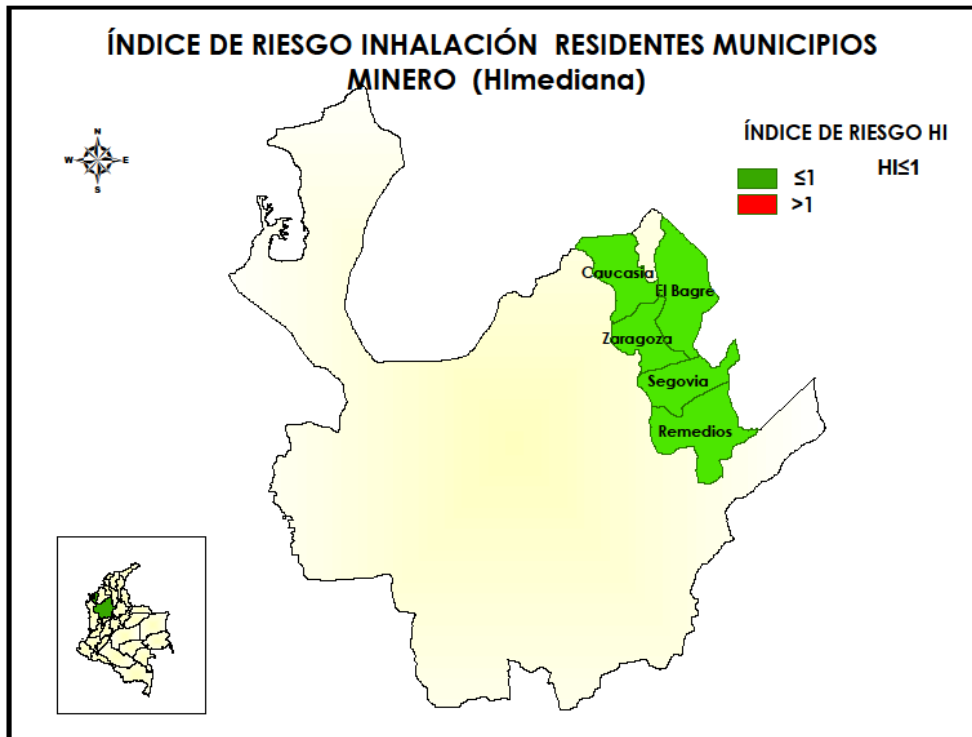 ÍNDICE DE RIESGO INHALACIÓN RESIDENTES MUNICIPIOS
MINERO (HImediana)
N
W E
S
ÍNDICE DE RIESGO HI
≤1 HI≤1
>1
Caucasia
El Bagre
Zaragoza
Segovia
Remedios